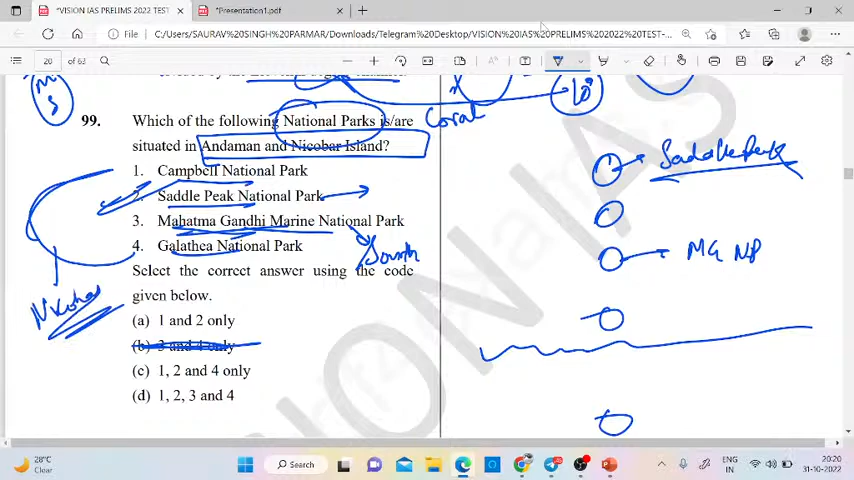 *VISION IAS PRELIMS 2022 TEST-
*Presentation1.pdf
File
C:/Users/SAURAV%20SINGH%20PARMAR/Downloads/Telegram%20Desktop/VISION%20IAS%20PRELIMS%202022%20TEST-...
20 of 63
M
S
10°
Coral
99. Which of the following National Parks is/are
situated in Andaman and Nicobar Island?
1. Campbell National Park
2. Saddle Peak National Park
3. Mahatma Gandhi Marine National Park
4. Galathea National Park
Select the correct answer using the code
given below.
(a) 1 and 2 only
(b) 3 and 4 only
(c) 1, 2 and 4 only
(d) 1, 2, 3 and 4
Nicobar
South
Saddle Peak
MG NP
VISION IAS
28°C
Clear
Search
ENG
IN
20:20
31-10-2022